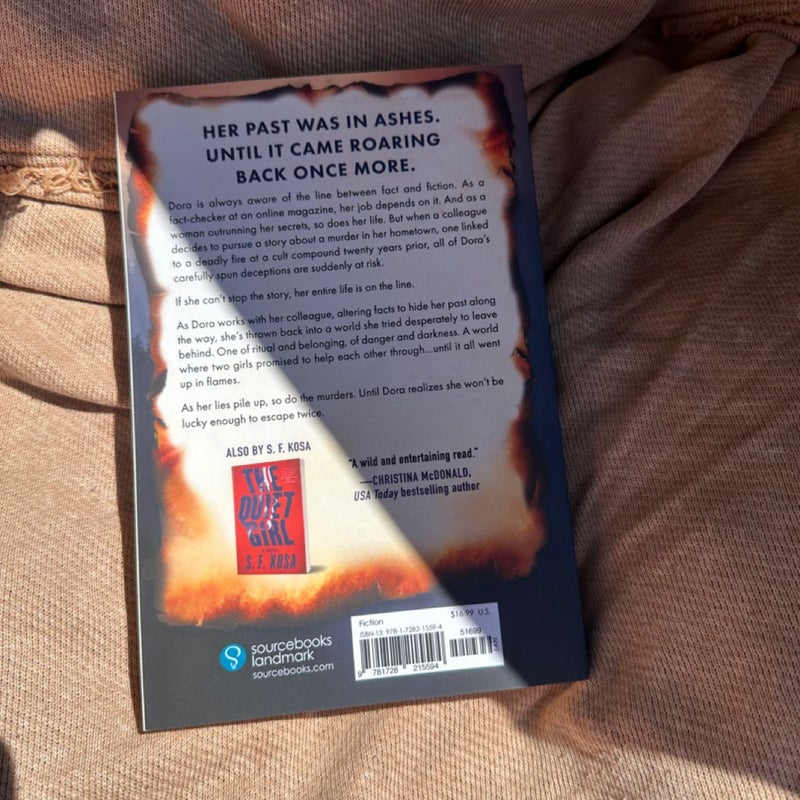 HER PAST WAS IN ASHES.
UNTIL IT CAME ROARING
BACK ONCE MORE.
Dora is always aware of the line between fact and fiction. As a
fact-checker at an online magazine, her job depends on it. And as a
woman outrunning her secrets, so does her life. But when a colleague
decides to pursue a story about a murder in her hometown, one linked
to a deadly fire at a cult compound twenty years prior, all of Dora's
carefully spun deceptions are suddenly at risk.
If she can't stop the story, her entire life is on the line.
As Dora works with her colleague, altering facts to hide her past along
the way, she's thrown back into a world she tried desperately to leave
behind. One of ritual and belonging, of danger and darkness. A world
where two girls promised to help each other through...until it all went
up in flames.
As her lies pile up, so do the murders. Until Dora realizes she won't be
lucky enough to escape twice.
ALSO BY S. F. KOSA
THE
QUIET
GIRL
S. F. KOSA
"A wild and entertaining read."
—CHRISTINA McDONALD,
USA Today bestselling author
sourcebooks
landmark
sourcebooks.com
Fiction
$16.99 U.S.
ISBN-13: 978-1-7282-1559-4
51699
9 781728 215594